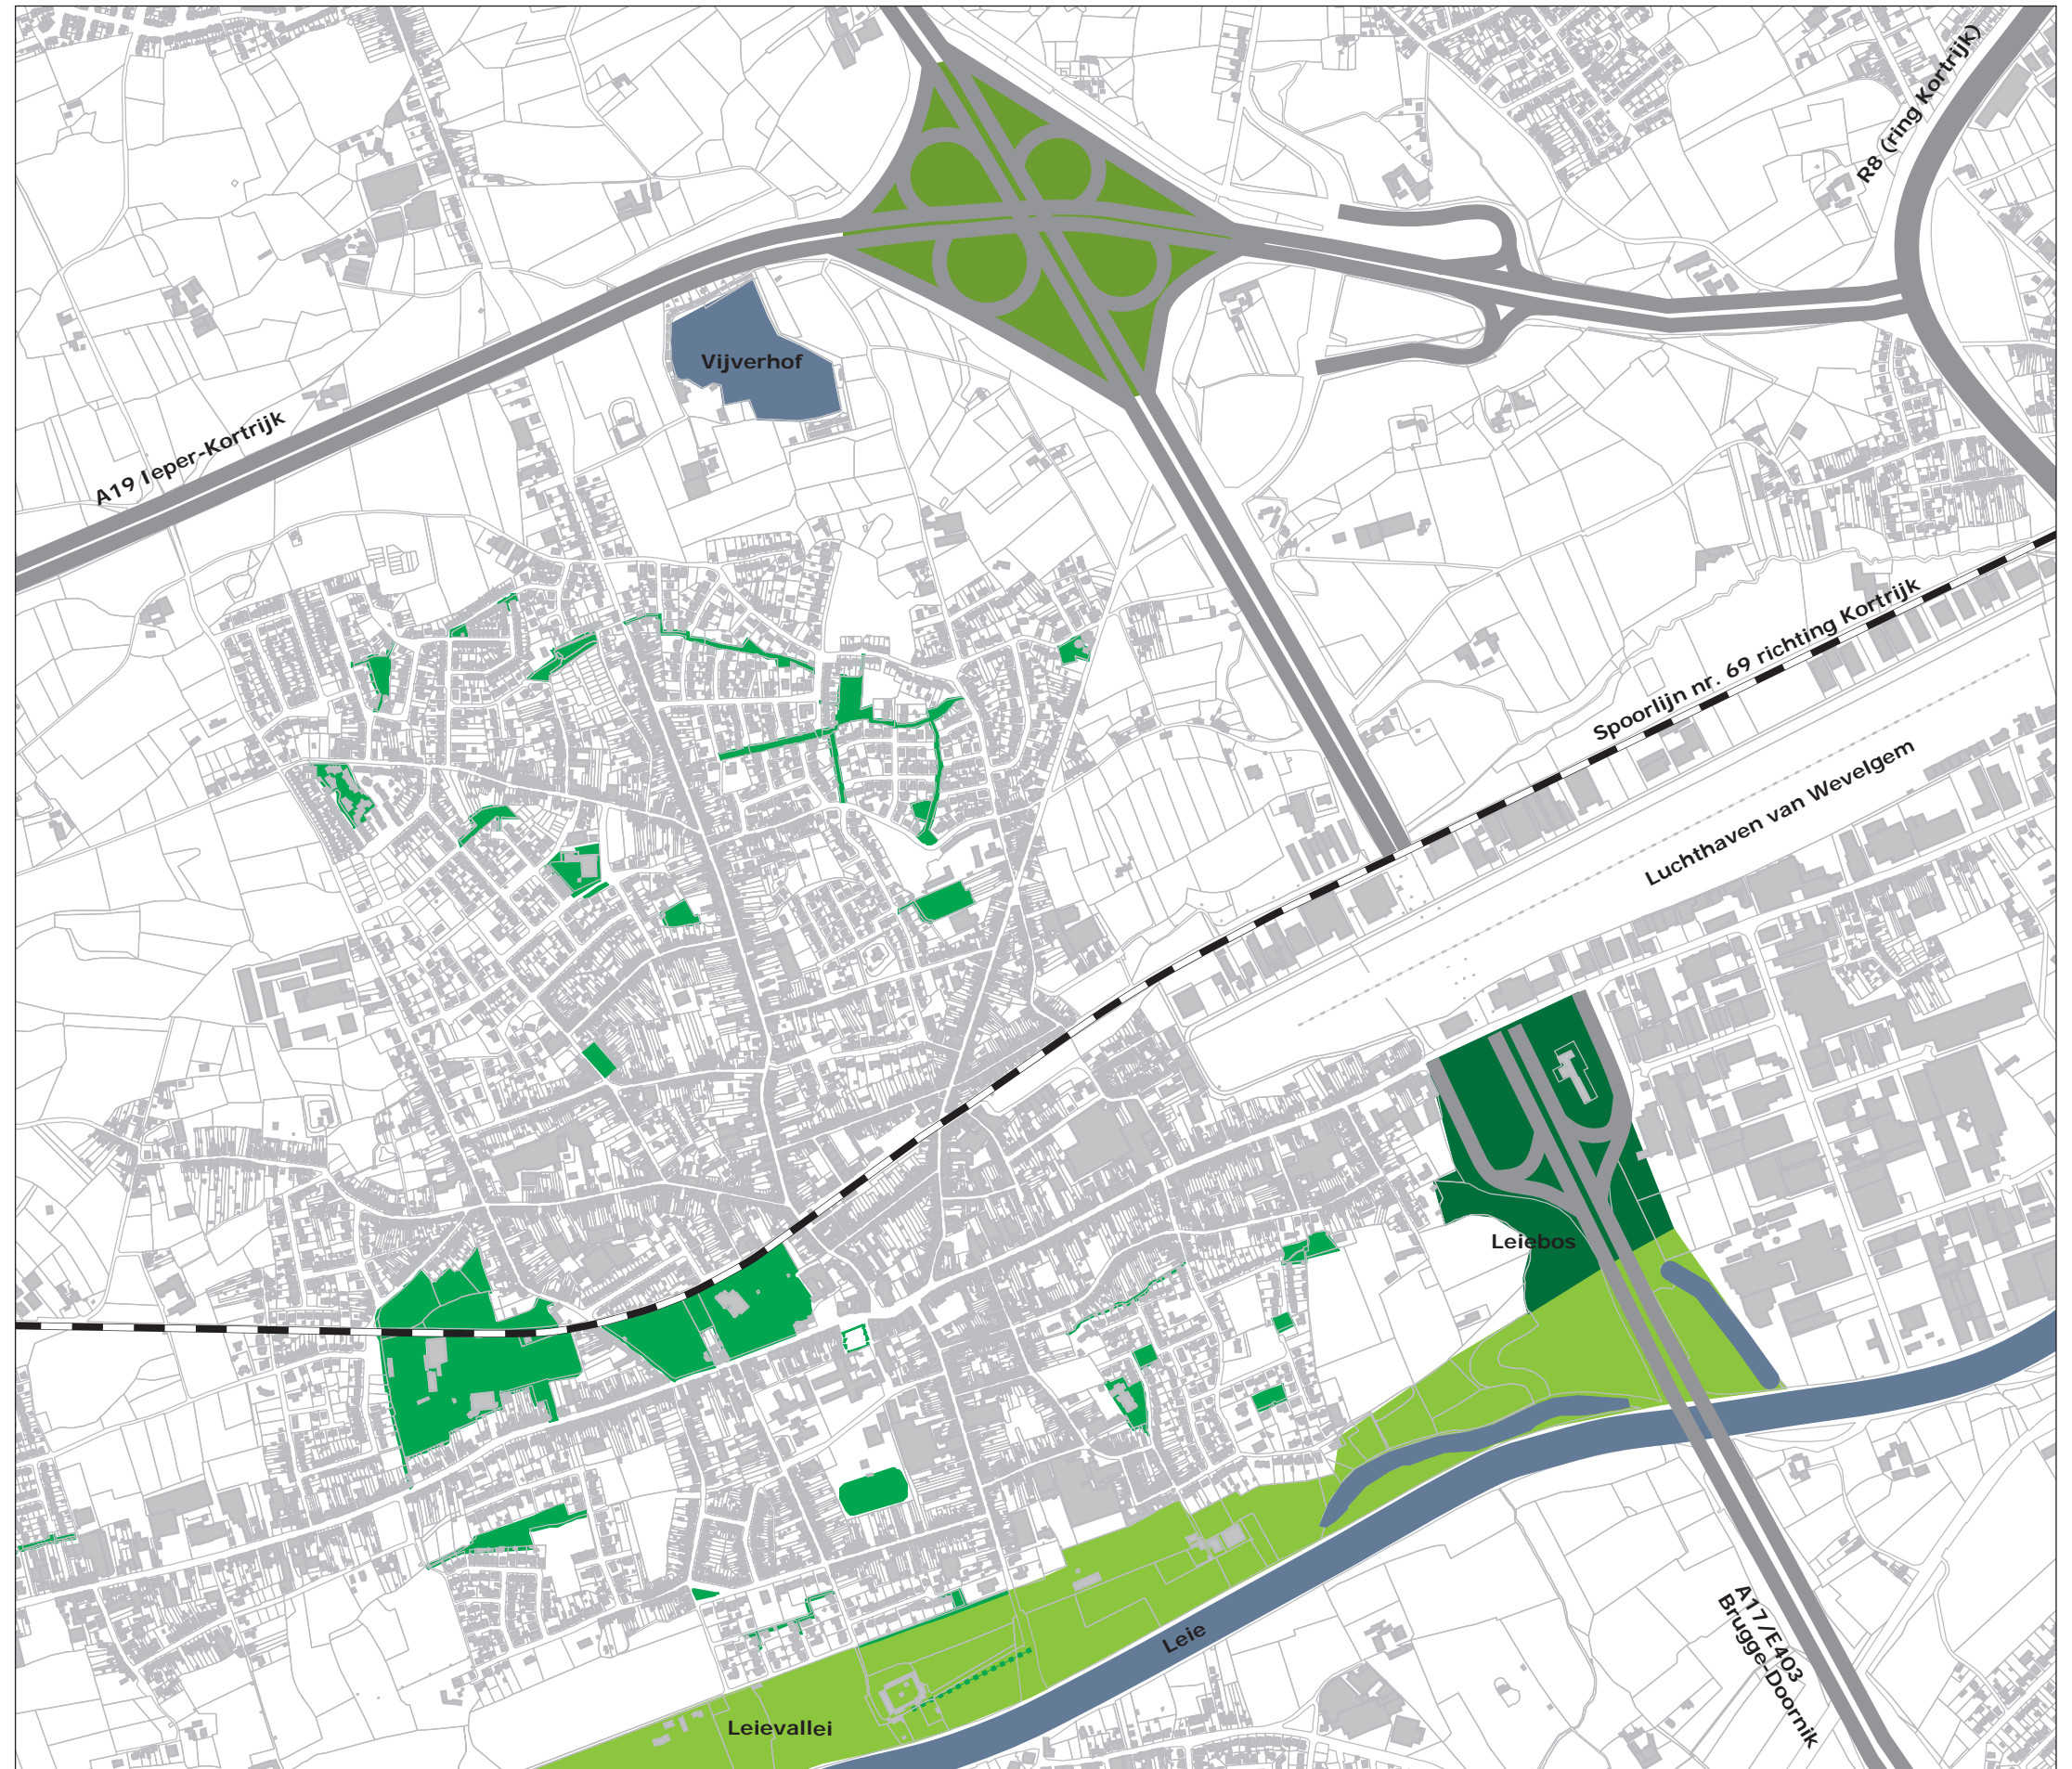 R8 (ring Kortrijk)
Vijverhof
A19 Ieper-Kortrijk
Spoorlijn nr. 69 richting Kortrijk
Luchthaven van Wevelgem
Leiebos
Leie
A17/E403
Brugge-Doornik
Leievallei